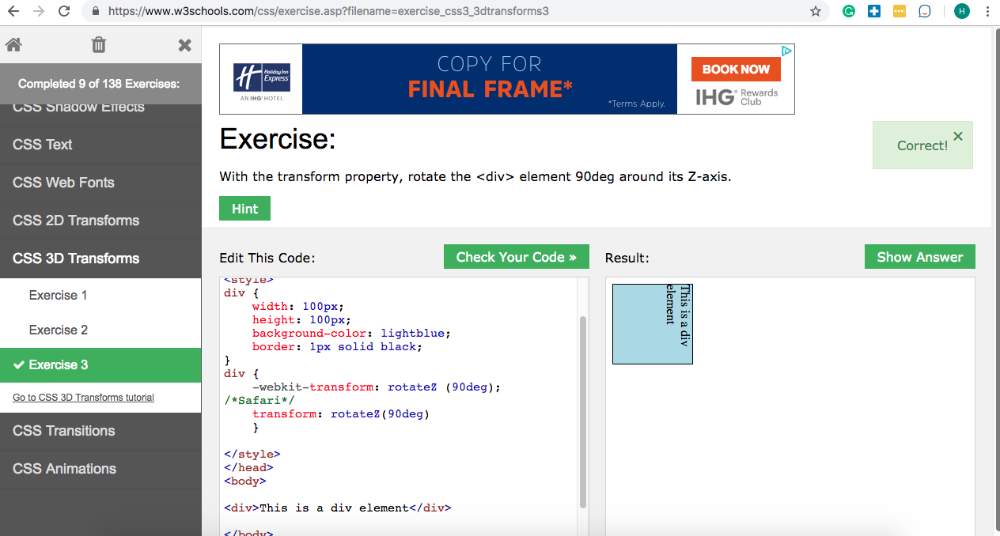 https://www.w3schools.com/css/exercise.asp?filename=exercise_css3_3dtransforms3
H
Completed 9 of 138 Exercises:
CSS Shadow Effects
CSS Text
CSS Web Fonts
CSS 2D Transforms
CSS 3D Transforms
Exercise 1
Exercise 2
Exercise 3
Go to CSS 3D Transforms tutorial
CSS Transitions
CSS Animations
H
Holiday Inn
Express
AN IHG® HOTEL
COPY FOR
FINAL FRAME*
*Terms Apply.
BOOK NOW
IHG® Rewards
Club
Exercise:
Correct!
With the transform property, rotate the <div> element 90deg around its Z-axis.
Hint
Edit This Code:
Check Your Code »
Result:
Show Answer
<style>
div {
    width: 100px;
    height: 100px;
    background-color: lightblue;
    border: 1px solid black;
}
div {
    -webkit-transform: rotateZ (90deg);
/*Safari*/
    transform: rotateZ(90deg)
    }
</style>
</head>
<body>
<div>This is a div element</div>
</body>
This is a div
element